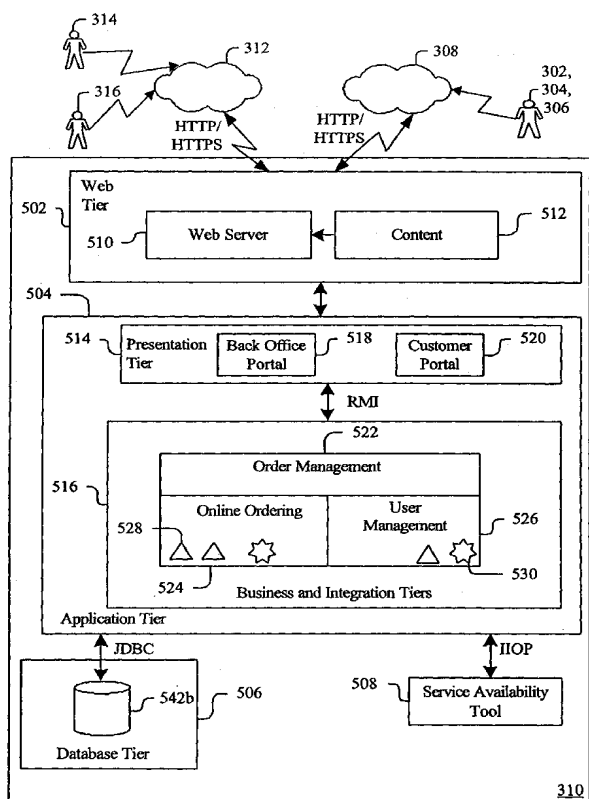 314
312
308
302,
304,
306
316
HTTP/
HTTPS
HTTP/
HTTPS
Web
Tier
502
510
Web Server
Content
512
504
514
Presentation
Tier
Back Office
Portal
518
Customer
Portal
520
RMI
522
Order Management
516
Online Ordering
User
Management
526
528
524
530
Business and Integration Tiers
Application Tier
JDBC
IIOP
542b
506
Database Tier
508
Service Availability
Tool
310